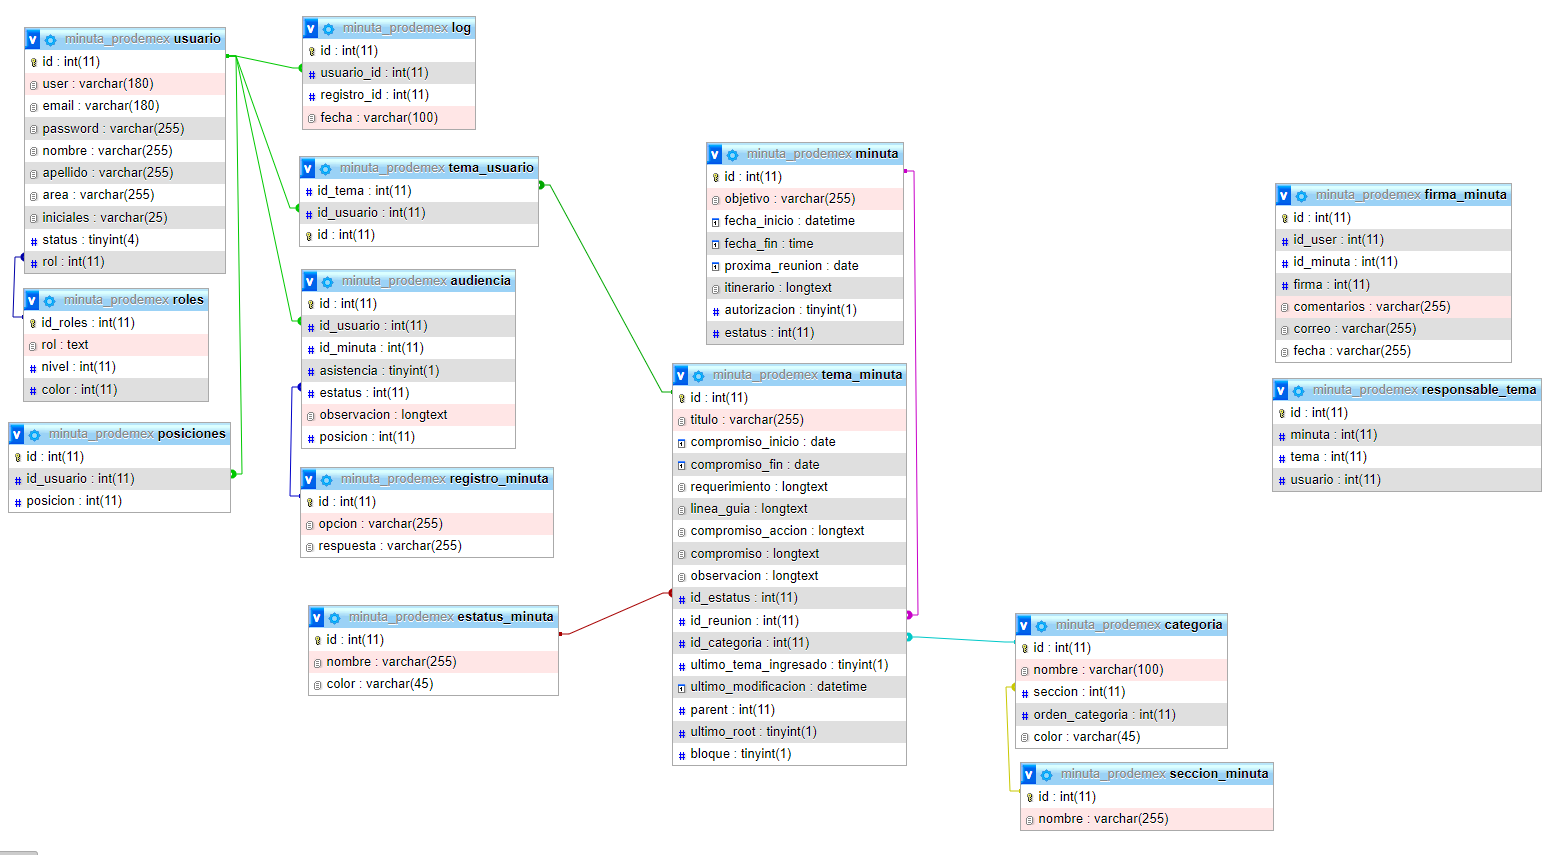 minuta_prodemex usuario
id : int(11)
user : varchar(180)
email : varchar(180)
password : varchar(255)
nombre : varchar(255)
apellido : varchar(255)
area : varchar(255)
iniciales : varchar(25)
status : tinyint(4)
rol : int(11)
minuta_prodemex roles
id_roles : int(11)
rol : text
nivel : int(11)
color : int(11)
minuta_prodemex posiciones
id : int(11)
id_usuario : int(11)
posicion : int(11)
minuta_prodemex log
id : int(11)
usuario_id : int(11)
registro_id : int(11)
fecha : varchar(100)
minuta_prodemex tema_usuario
id_tema : int(11)
id_usuario : int(11)
id : int(11)
minuta_prodemex audiencia
id : int(11)
id_usuario : int(11)
id_minuta : int(11)
asistencia : tinyint(1)
estatus : int(11)
observacion : longtext
posicion : int(11)
minuta_prodemex registro_minuta
id : int(11)
opcion : varchar(255)
respuesta : varchar(255)
minuta_prodemex estatus_minuta
id : int(11)
nombre : varchar(255)
color : varchar(45)
minuta_prodemex minuta
id : int(11)
objetivo : varchar(255)
fecha_inicio : datetime
fecha_fin : time
proxima_reunion : date
itinerario : longtext
autorizacion : tinyint(1)
estatus : int(11)
minuta_prodemex tema_minuta
id : int(11)
titulo : varchar(255)
compromiso_inicio : date
compromiso_fin : date
requerimiento : longtext
linea_guia : longtext
compromiso_accion : longtext
compromiso : longtext
observacion : longtext
id_estatus : int(11)
id_reunion : int(11)
id_categoria : int(11)
ultimo_tema_ingresado : tinyint(1)
ultimo_modificacion : datetime
parent : int(11)
ultimo_root : tinyint(1)
bloque : tinyint(1)
minuta_prodemex firma_minuta
id : int(11)
id_user : int(11)
id_minuta : int(11)
firma : int(11)
comentarios : varchar(255)
correo : varchar(255)
fecha : varchar(255)
minuta_prodemex responsable_tema
id : int(11)
minuta : int(11)
tema : int(11)
usuario : int(11)
minuta_prodemex categoria
id : int(11)
nombre : varchar(100)
seccion : int(11)
orden_categoria : int(11)
color : varchar(45)
minuta_prodemex seccion_minuta
id : int(11)
nombre : varchar(255)